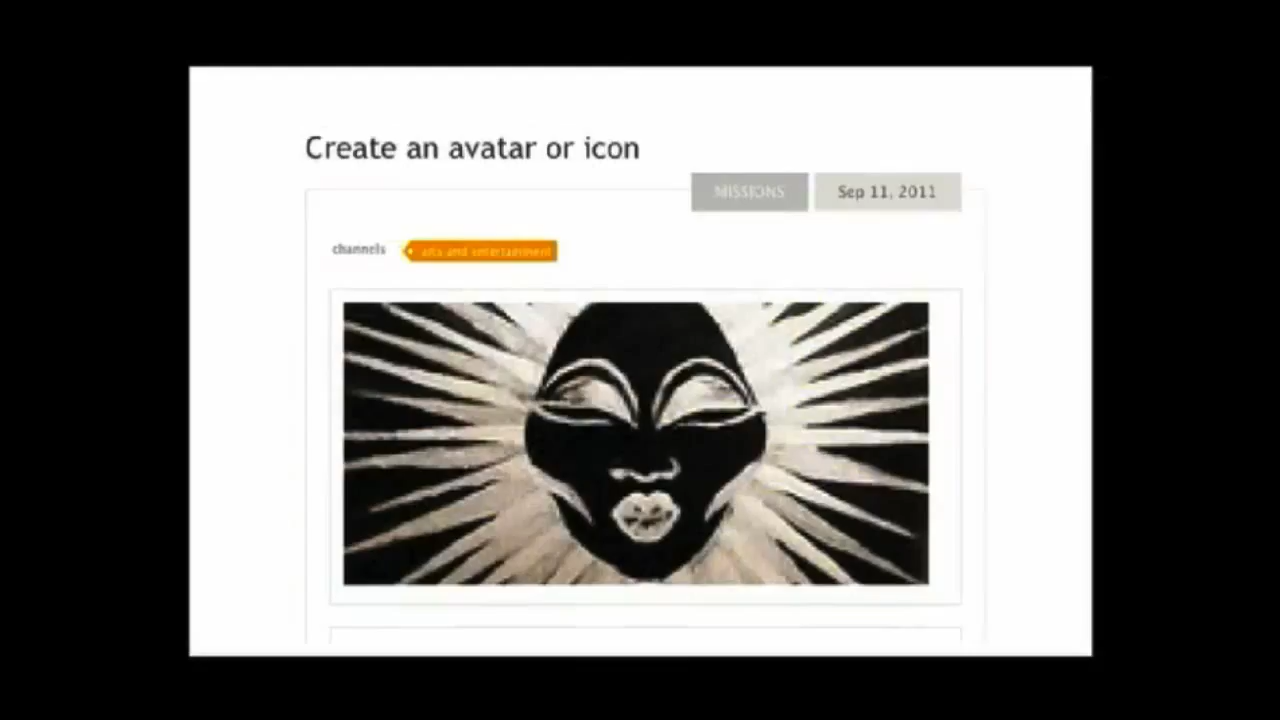 Create an avatar or icon
MISSIONS
Sep 11, 2011
channels
arts and entertainment